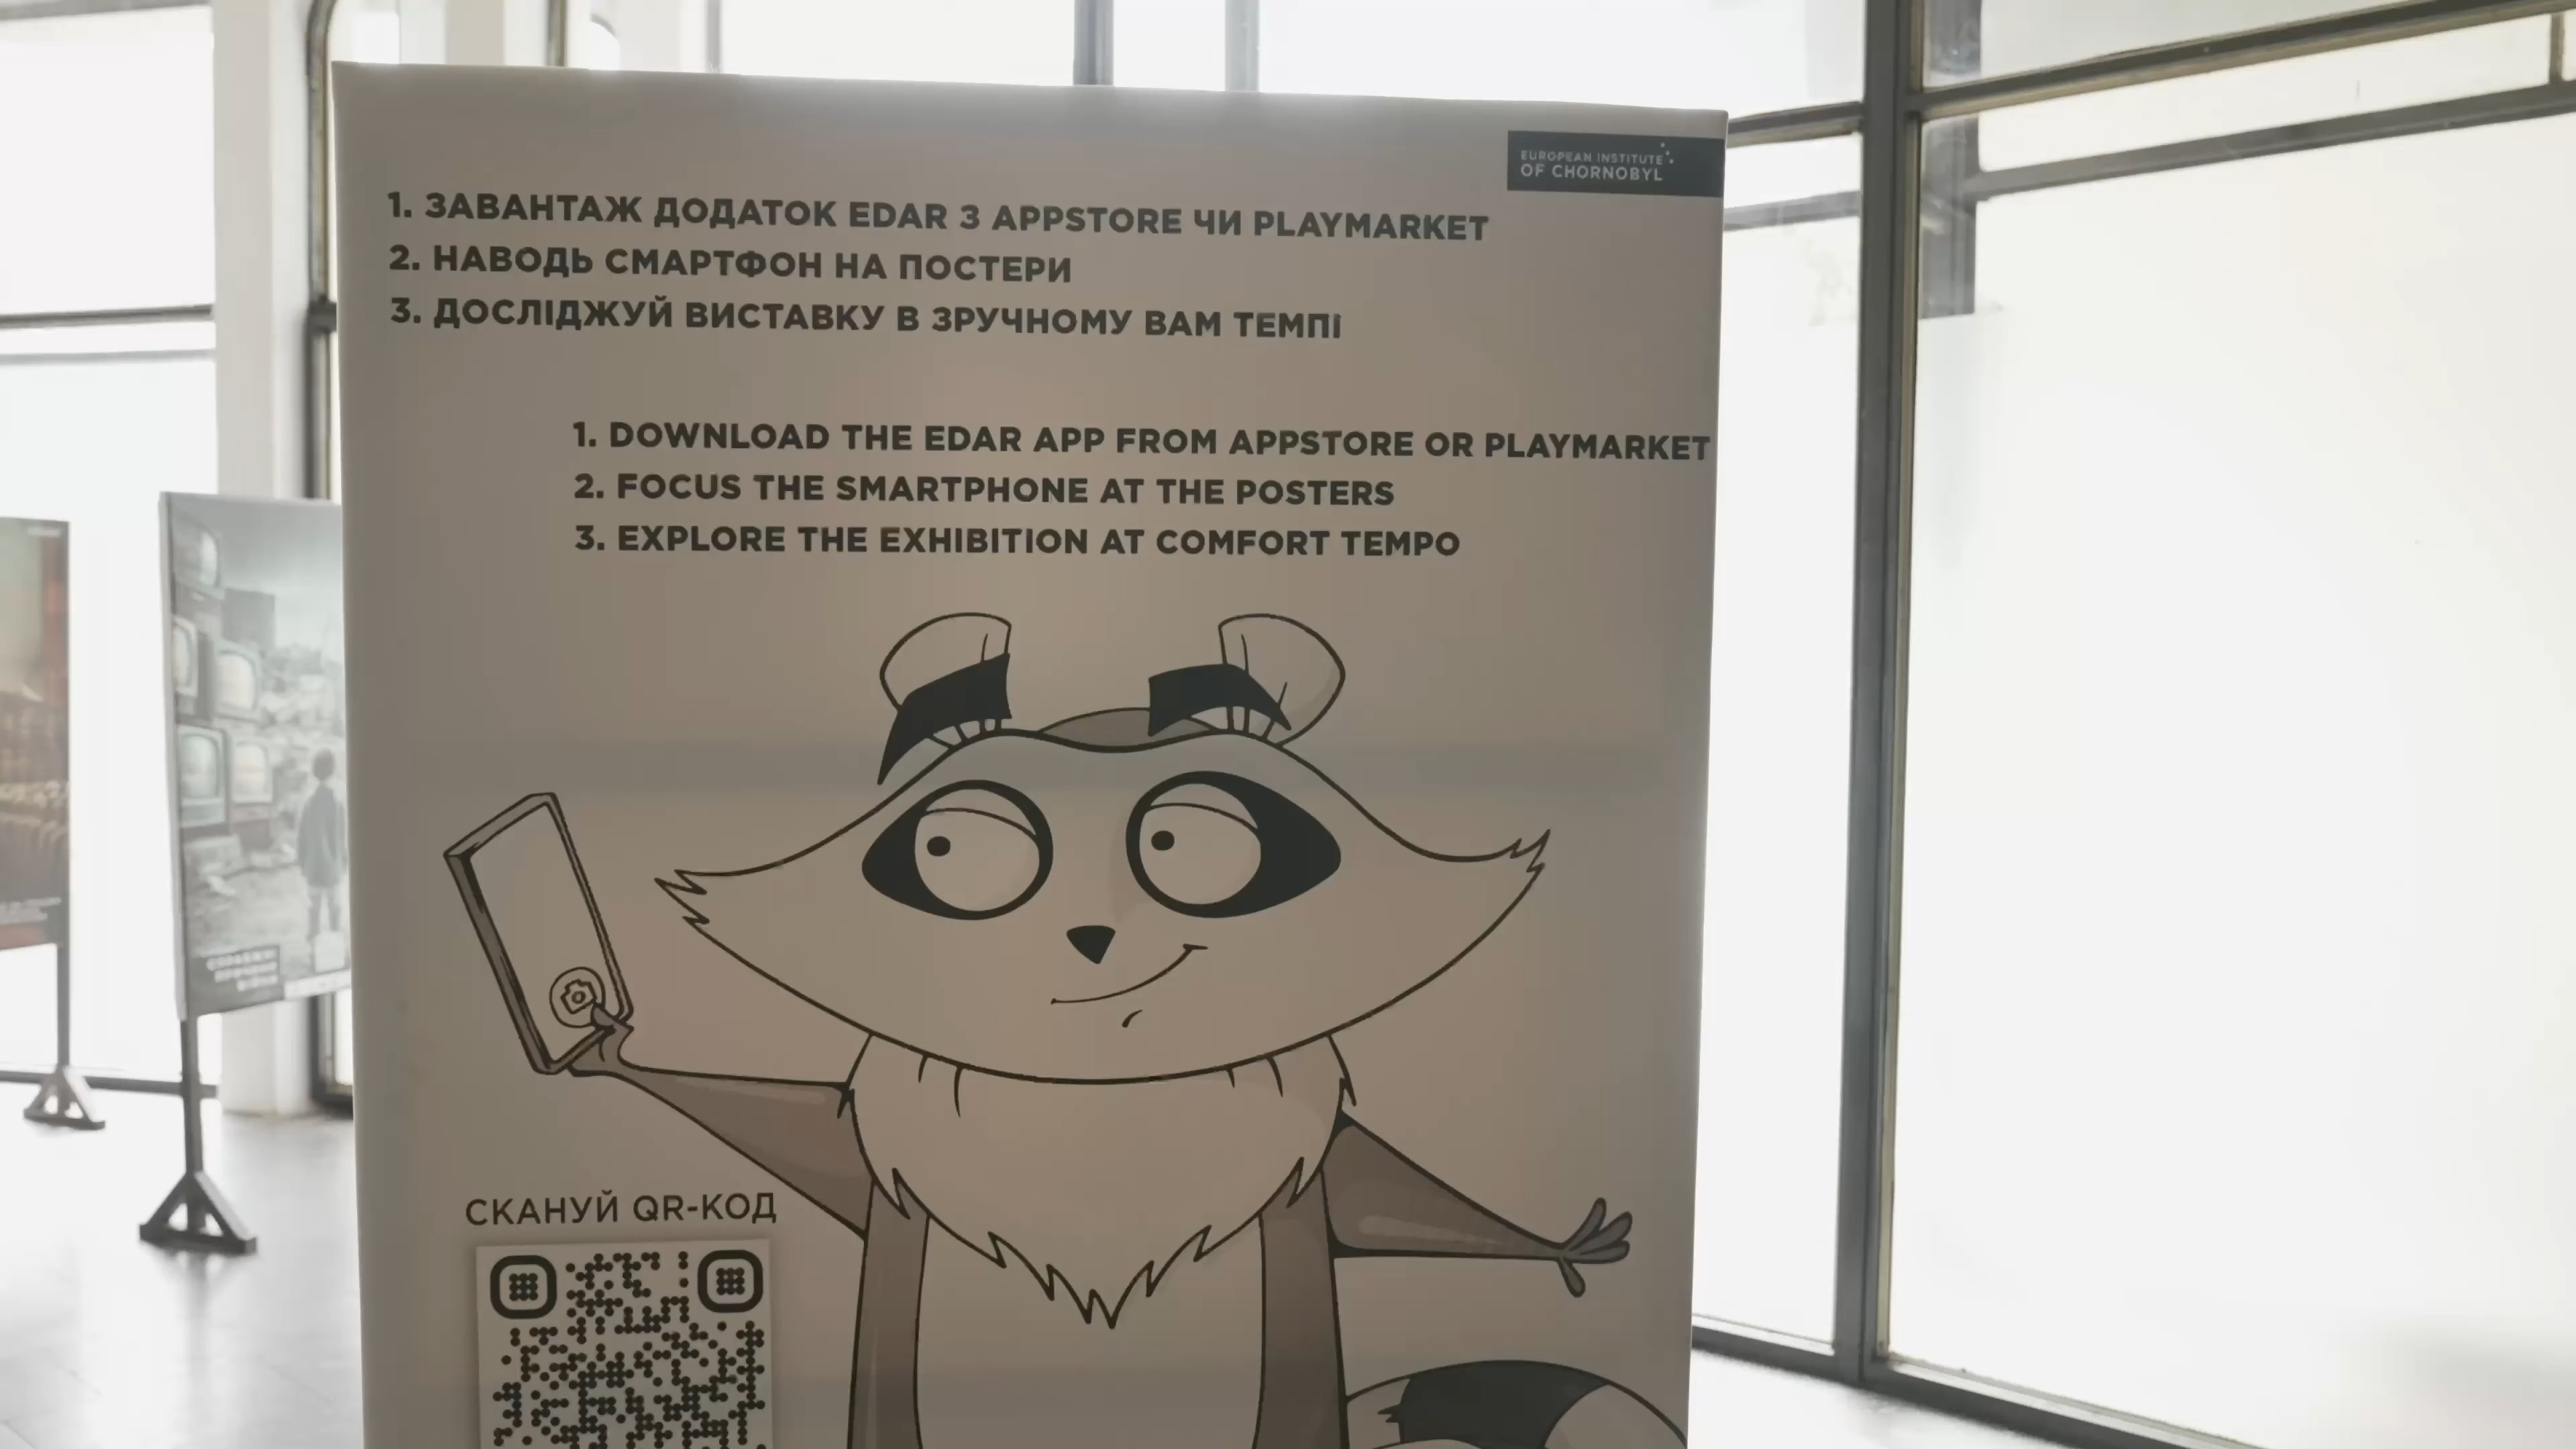 EUROPEAN INSTITUTE
OF CHORNOBYL
1. ЗАВАНТАЖ ДОДАТОК EDAR З APPSTORE ЧИ PLAYMARKET
2. НАВОДЬ СМАРТФОН НА ПОСТЕРИ
3. ДОСЛІДЖУЙ ВИСТАВКУ В ЗРУЧНОМУ ВАМ ТЕМПІ
1. DOWNLOAD THE EDAR APP FROM APPSTORE OR PLAYMARKET
2. FOCUS THE SMARTPHONE AT THE POSTERS
3. EXPLORE THE EXHIBITION AT COMFORT TEMPO
СКАНУЙ QR-КОД